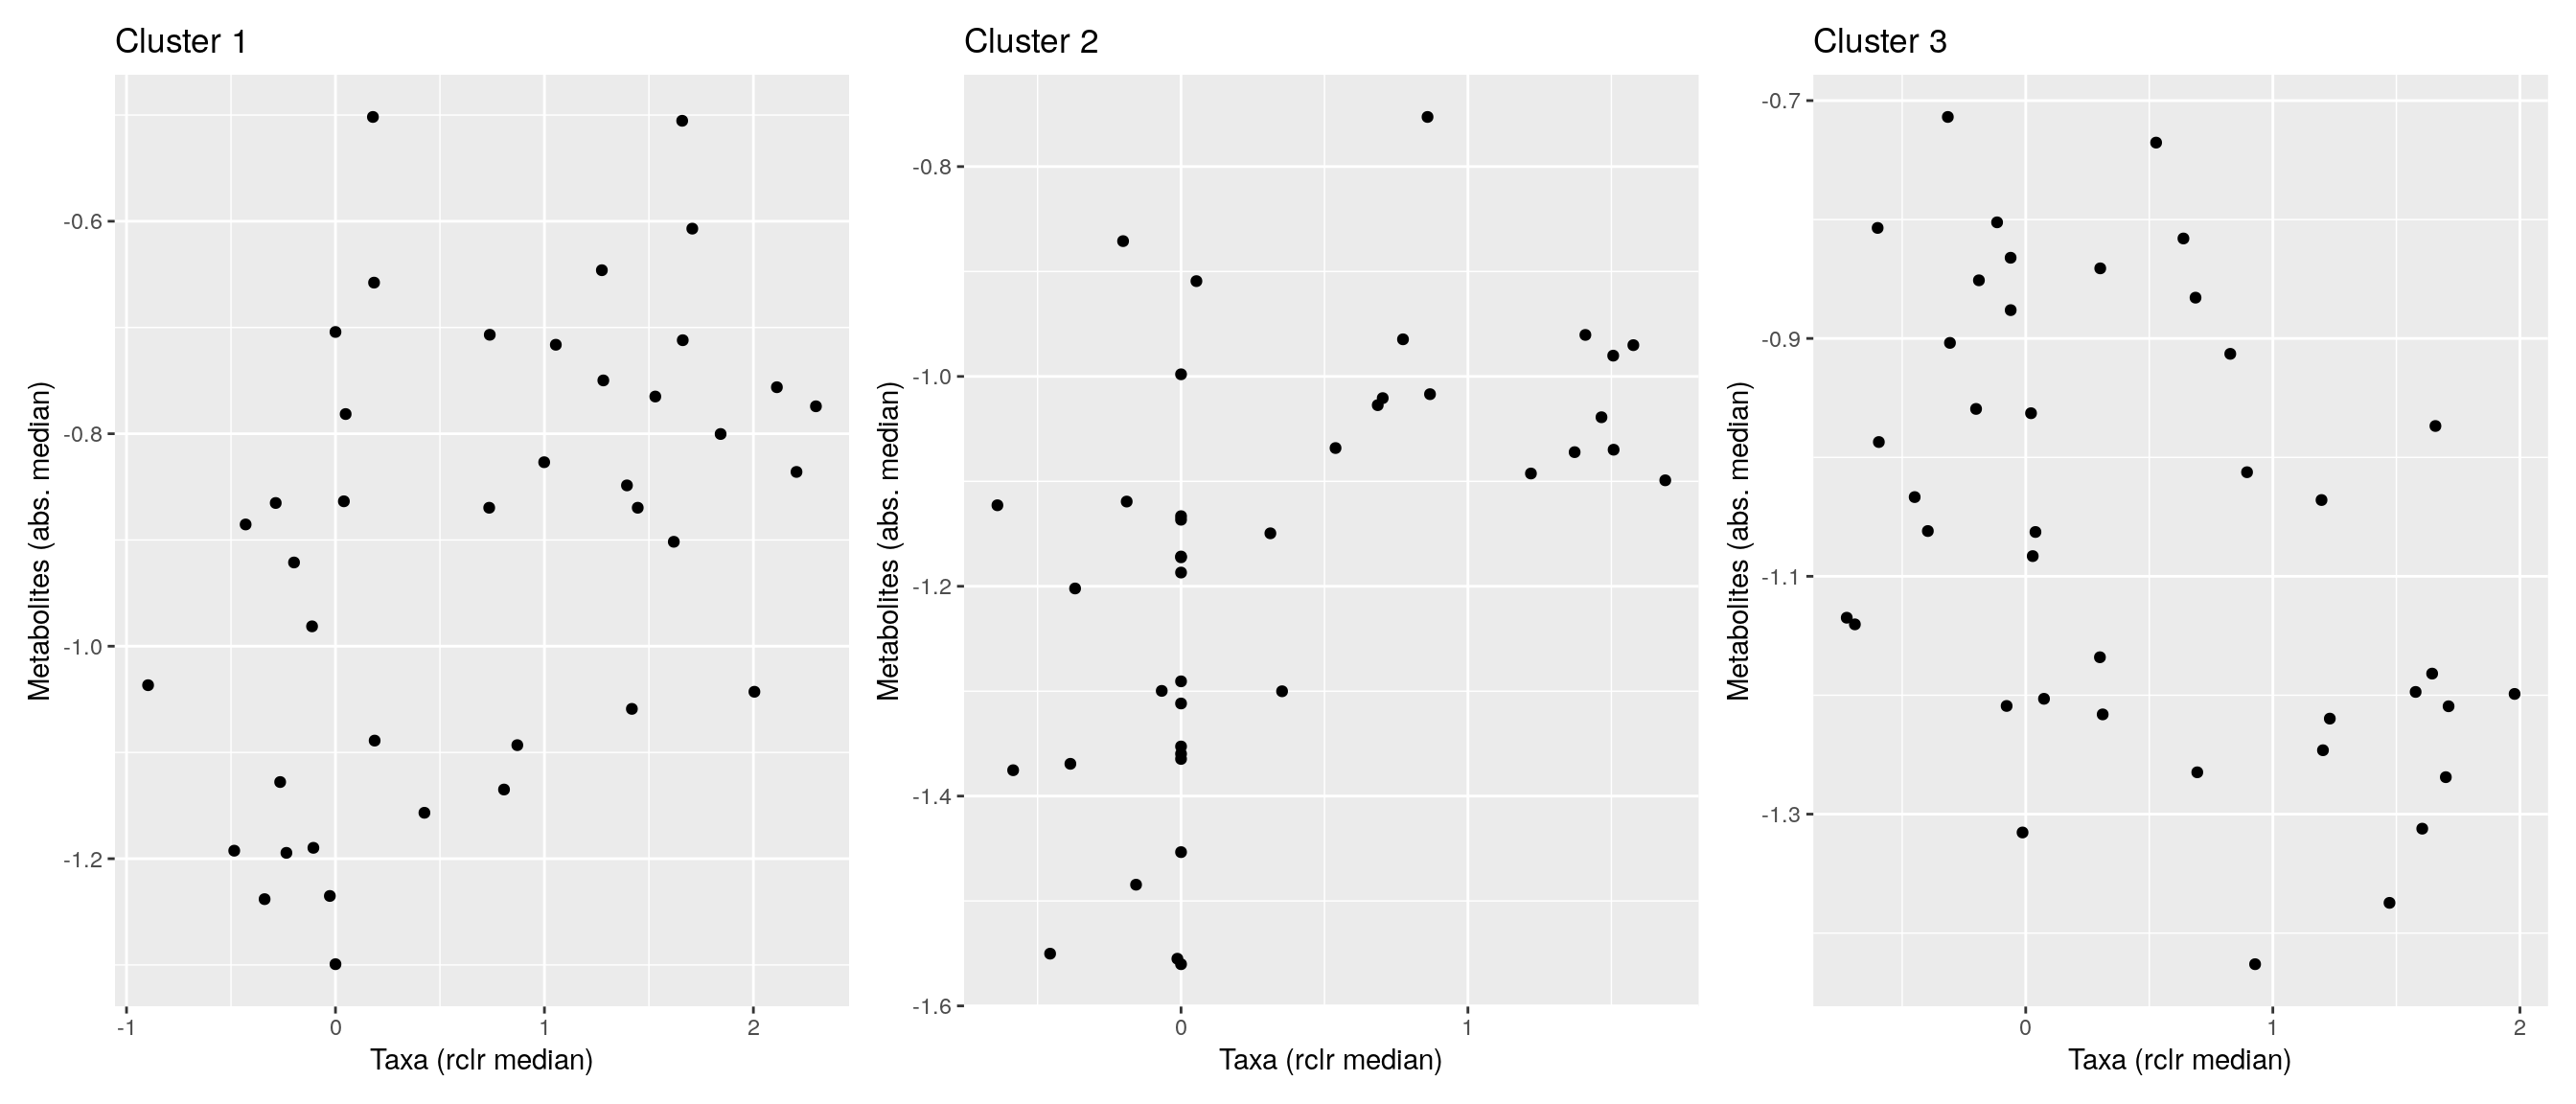 Cluster 1
Metabolites (abs. median)
-0.6
-0.8
-1.0
-1.2
-1
0
1
2
Taxa (rclr median)
Cluster 2
Metabolites (abs. median)
-0.8
-1.0
-1.2
-1.4
-1.6
0
1
Taxa (rclr median)
Cluster 3
Metabolites (abs. median)
-0.7
-0.9
-1.1
-1.3
0
1
2
Taxa (rclr median)